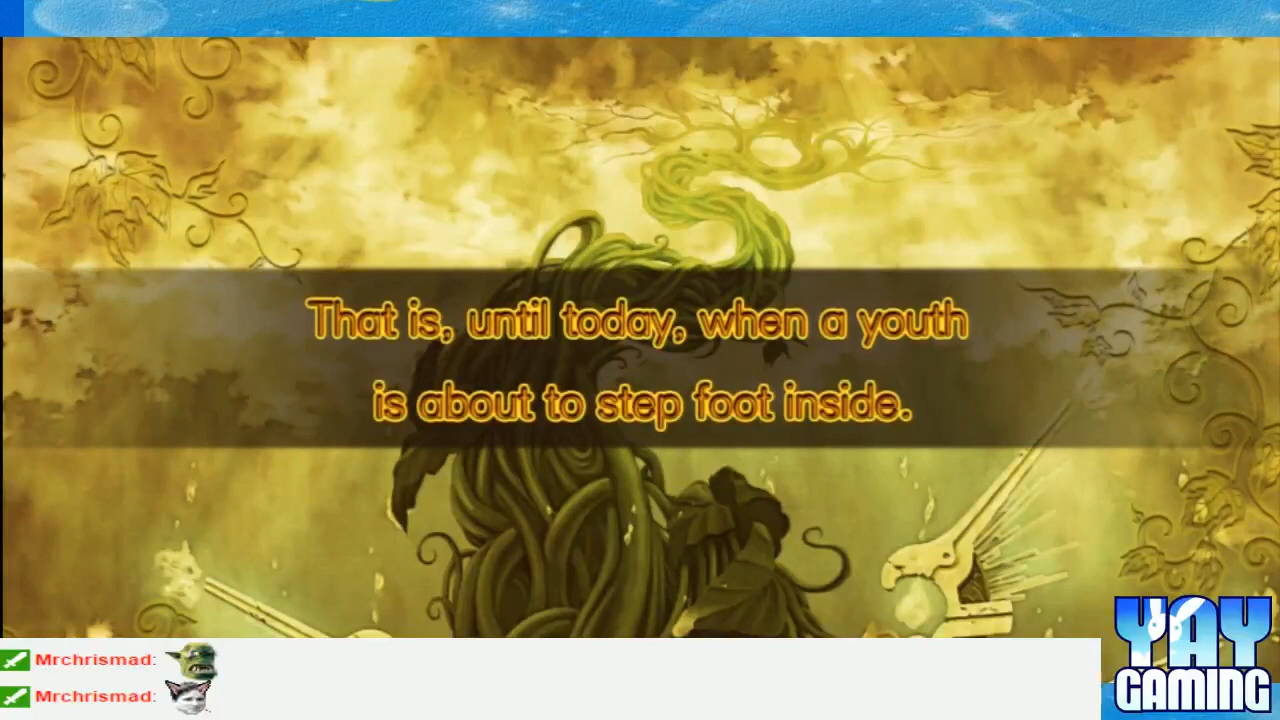 That is, until today, when a youth
is about to step foot inside.
Mrchrismad:
Mrchrismad:
YAY
GAMING